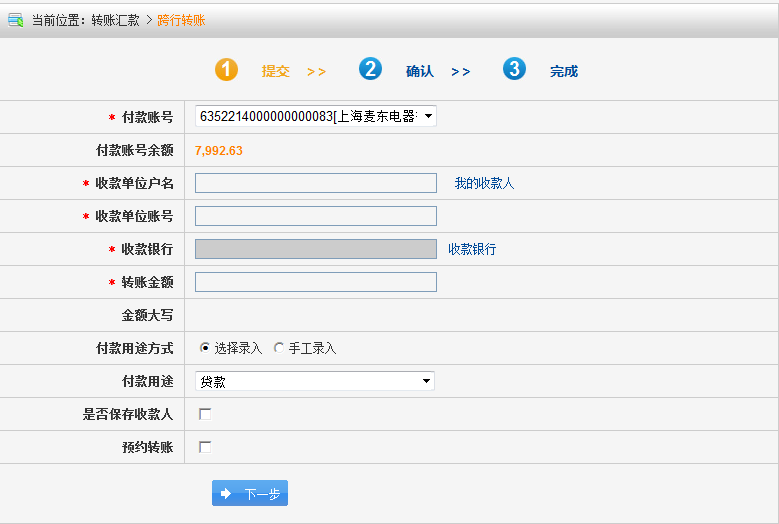 当前位置：转账汇款 > 跨行转账
1 提交 >> 2 确认 >> 3 完成
* 付款账号 6352214000000000083[上海麦东电器
付款账号余额 7,992.63
* 收款单位户名 我的收款人
* 收款单位账号
* 收款银行 收款银行
* 转账金额
金额大写
付款用途方式 选择录入 手工录入
付款用途 贷款
是否保存收款人
预约转账
下一步